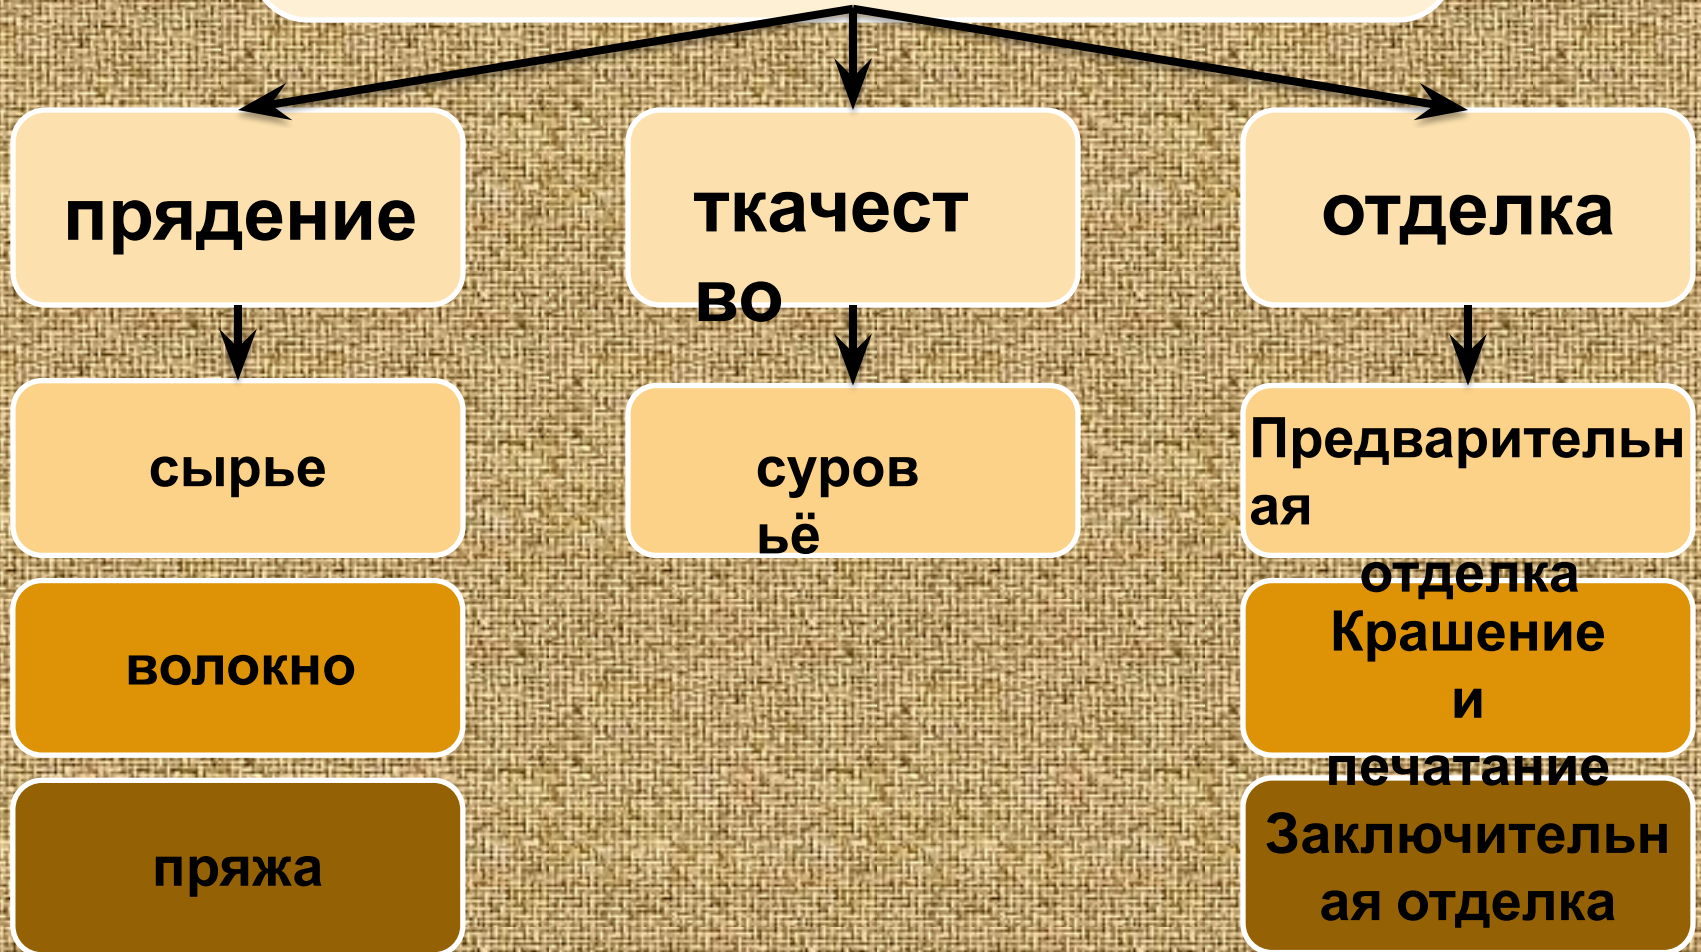 прядение
ткачест
во
отделка
сырье
суров
ьё
Предварительн
ая
отделка
волокно
Крашение
и
печатание
пряжа
Заключительн
ая отделка